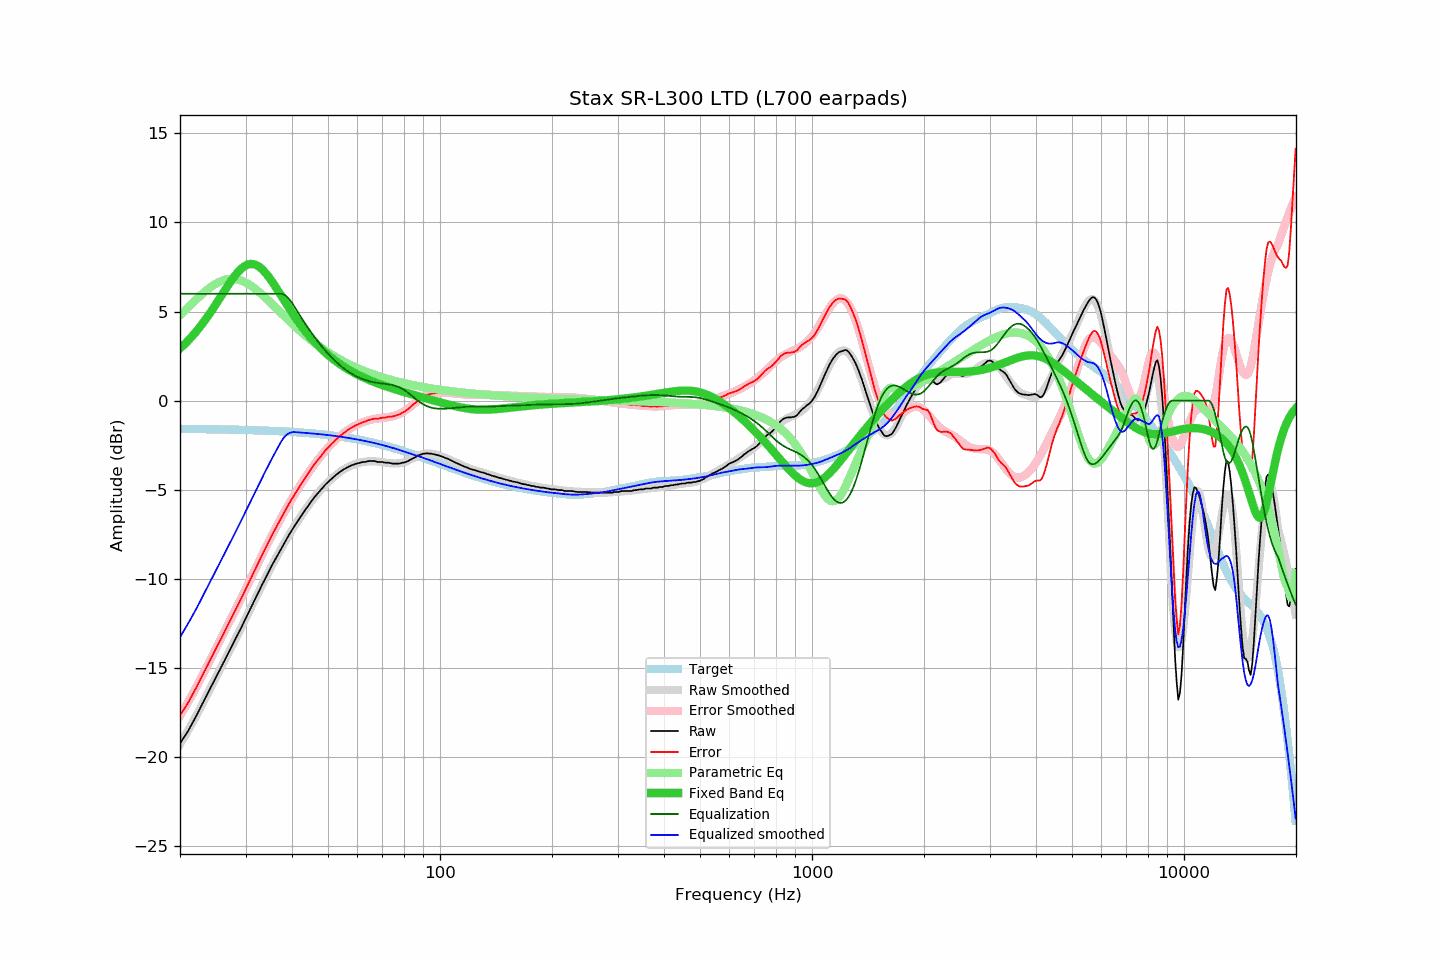 Stax SR-L300 LTD (L700 earpads)
Amplitude (dBr)
15
10
5
0
−5
−10
−15
−20
−25
Target
Raw Smoothed
Error Smoothed
Raw
Error
Parametric Eq
Fixed Band Eq
Equalization
Equalized smoothed
100 1000 10000
Frequency (Hz)